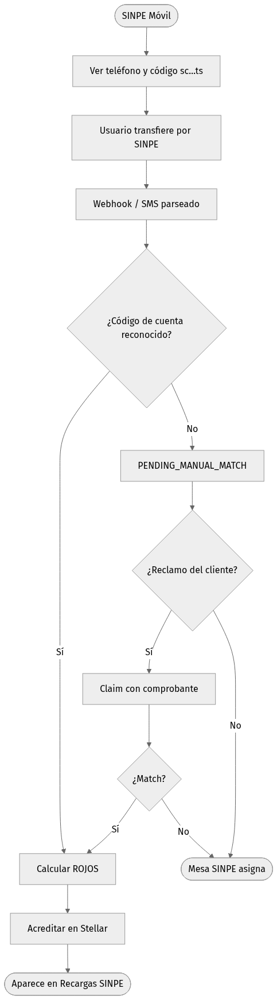 SINPE Móvil
Ver teléfono y código sc...ts
Usuario transfiere por
SINPE
Webhook / SMS parseado
¿Código de cuenta
reconocido?
No
PENDING_MANUAL_MATCH
¿Reclamo del cliente?
Sí
Sí
Claim con comprobante
No
¿Match?
Sí
No
Calcular ROJOS
Mesa SINPE asigna
Acreditar en Stellar
Aparece en Recargas SINPE